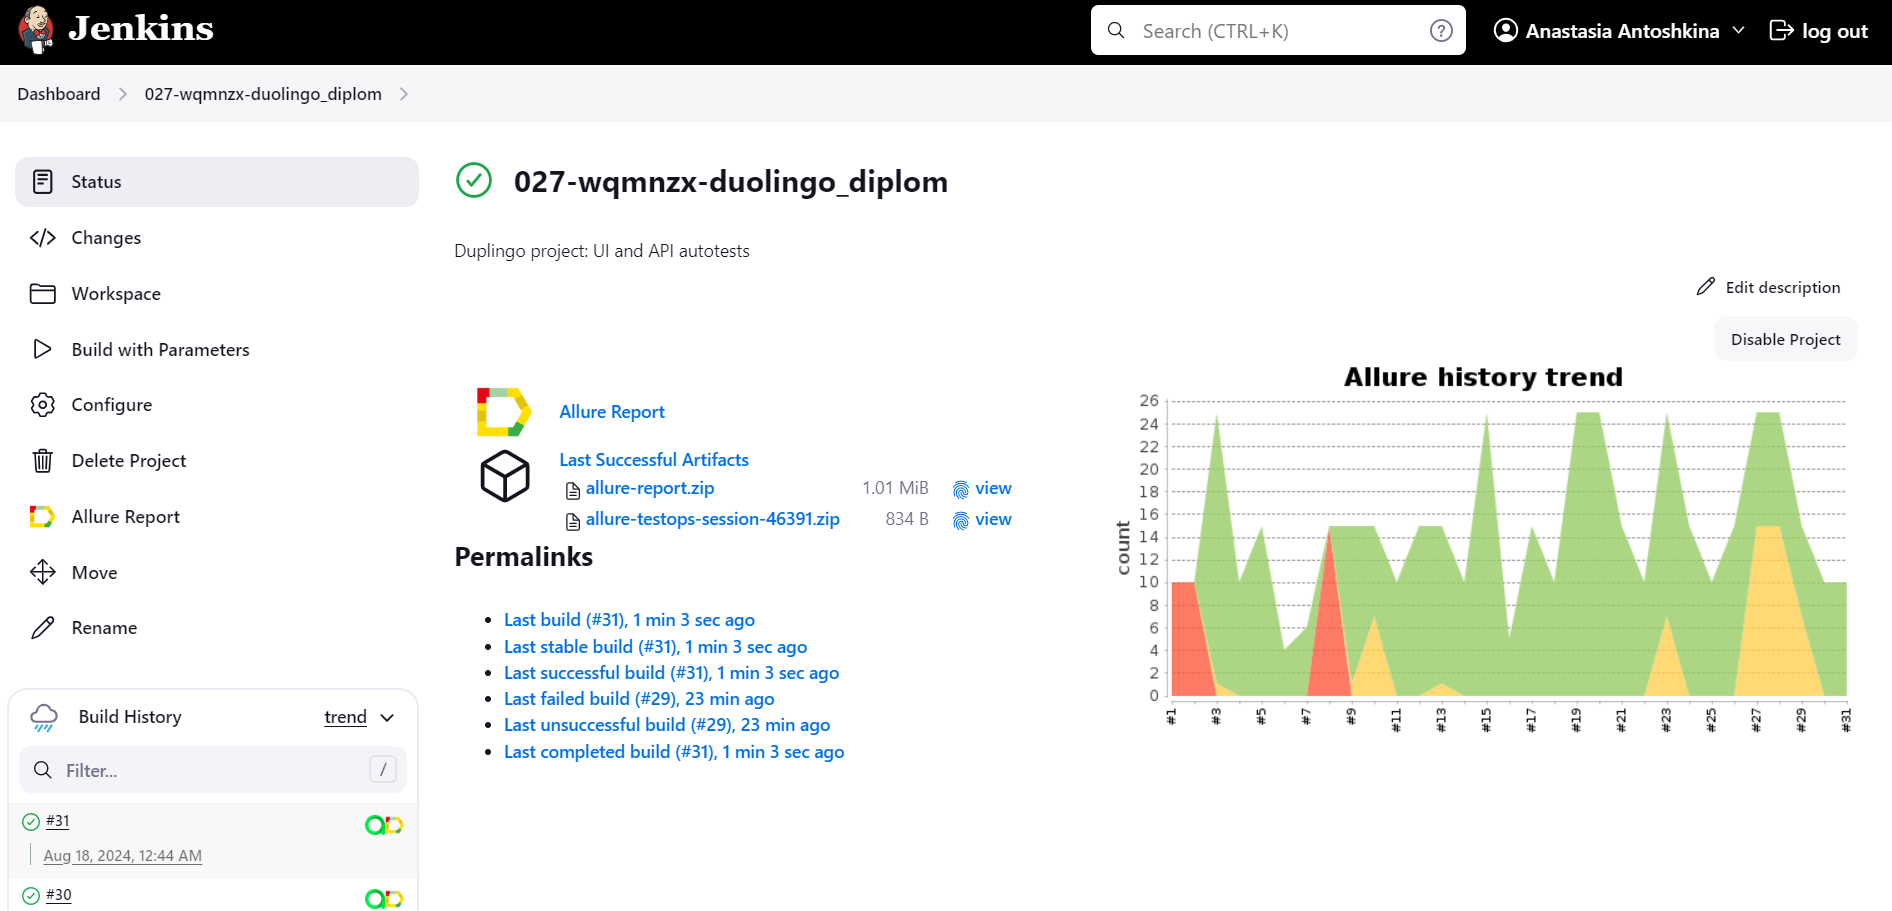 Jenkins
Search (CTRL+K)
?
Anastasia Antoshkina
log out
Dashboard
027-wqmnzx-duolingo_diplom
Status
Changes
Workspace
Build with Parameters
Configure
Delete Project
Allure Report
Move
Rename
Build History
trend
Filter...
/
#31
Aug 18, 2024, 12:44 AM
#30
027-wqmnzx-duolingo_diplom
Duplingo project: UI and API autotests
Edit description
Disable Project
Allure Report
Last Successful Artifacts
allure-report.zip 1.01 MiB view
allure-testops-session-46391.zip 834 B view
Permalinks
Last build (#31), 1 min 3 sec ago
Last stable build (#31), 1 min 3 sec ago
Last successful build (#31), 1 min 3 sec ago
Last failed build (#29), 23 min ago
Last unsuccessful build (#29), 23 min ago
Last completed build (#31), 1 min 3 sec ago
Allure history trend
count
26
24
22
20
18
16
14
12
10
8
6
4
2
0
#1 #3 #5 #7 #9 #11 #13 #15 #17 #19 #21 #23 #25 #27 #29 #31